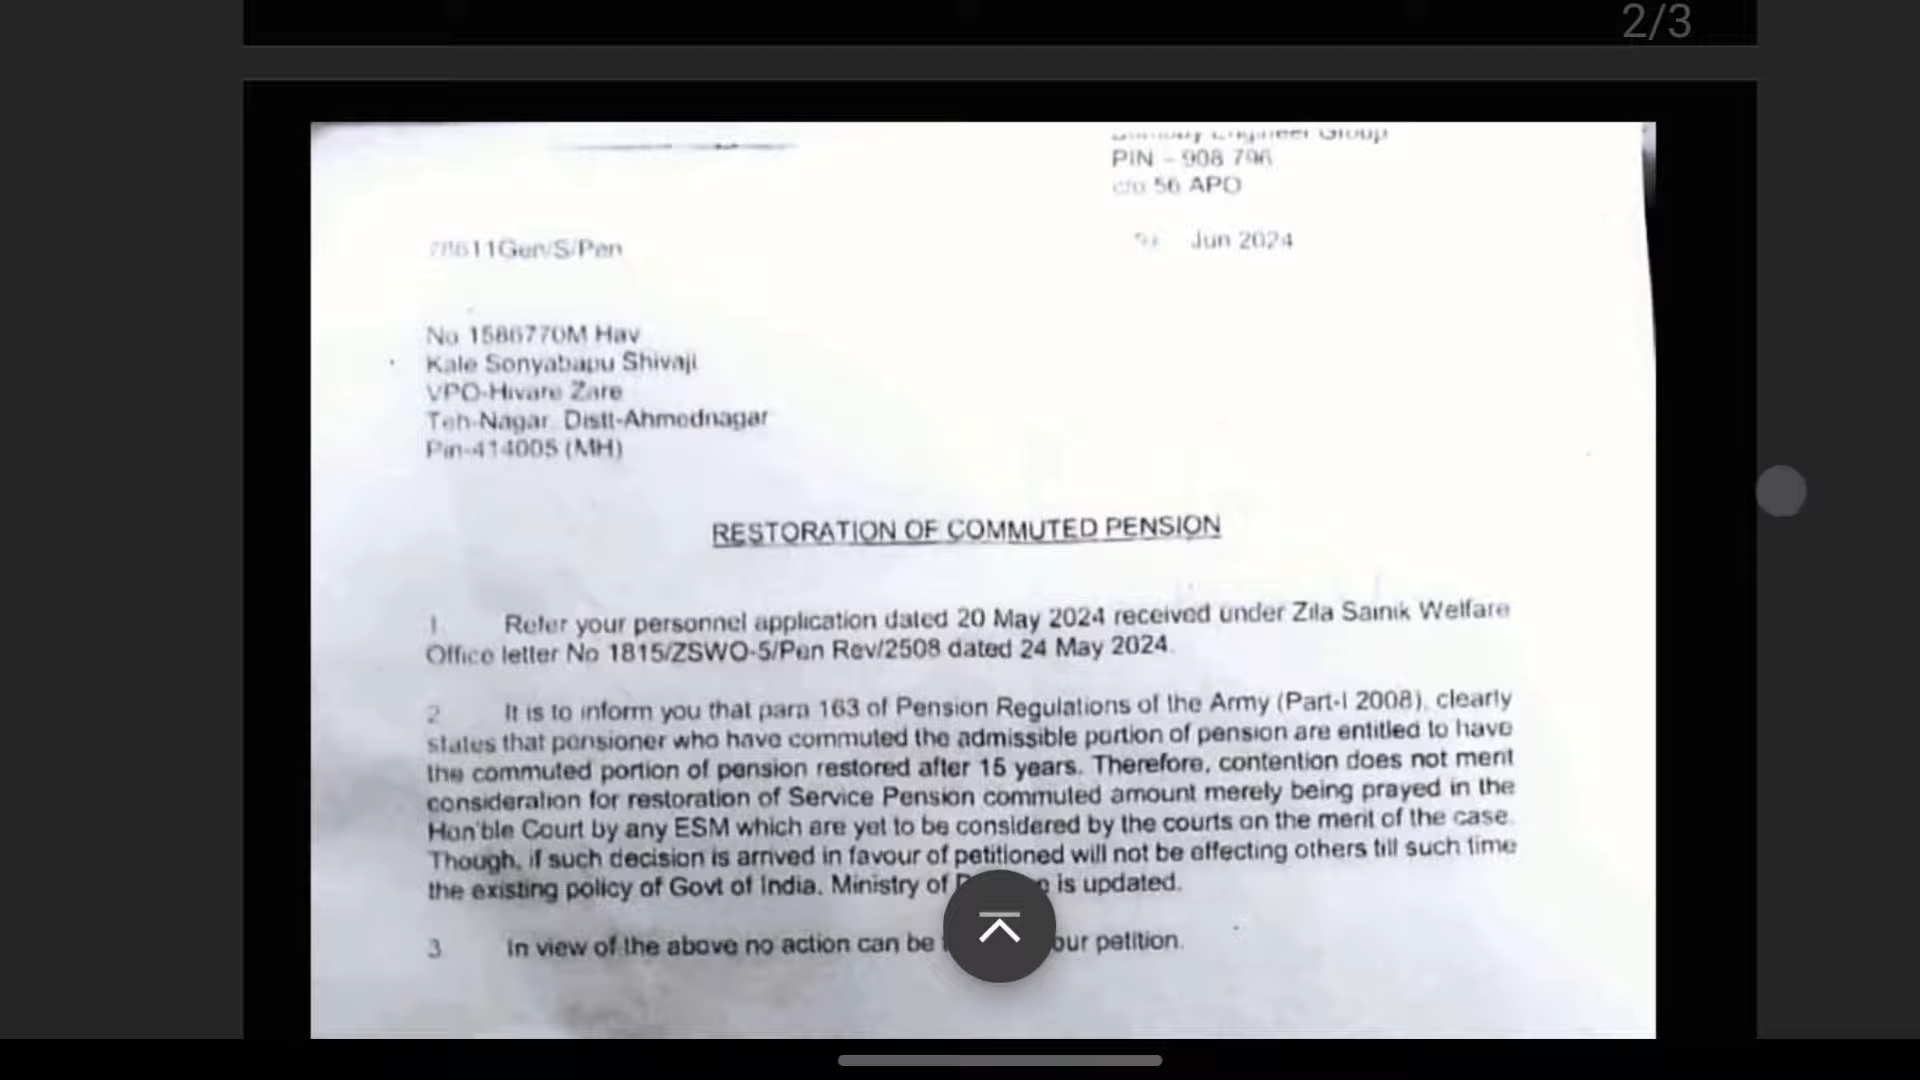 2/3
Engineer Group
PIN - 908 796
c/o 56 APO
Jun 2024
Gen/S/Pen
No 1586770M Hav
Kale Sonyabapu Shivaji
VPO-Hivare Zare
Teh-Nagar, Distt-Ahmednagar
Pin-414005 (MH)
RESTORATION OF COMMUTED PENSION
1 Refer your personnel application dated 20 May 2024 received under Zila Sainik Welfare
Office letter No 1815/ZSWO-5/Pen Rev/2508 dated 24 May 2024.
2 It is to inform you that para 163 of Pension Regulations of the Army (Part-I 2008), clearly
states that pensioner who have commuted the admissible portion of pension are entitled to have
the commuted portion of pension restored after 15 years. Therefore, contention does not merit
consideration for restoration of Service Pension commuted amount merely being prayed in the
Hon'ble Court by any ESM which are yet to be considered by the courts on the merit of the case.
Though, if such decision is arrived in favour of petitioned will not be effecting others till such time
the existing policy of Govt of India, Ministry of is updated.
3 In view of the above no action can be our petition.